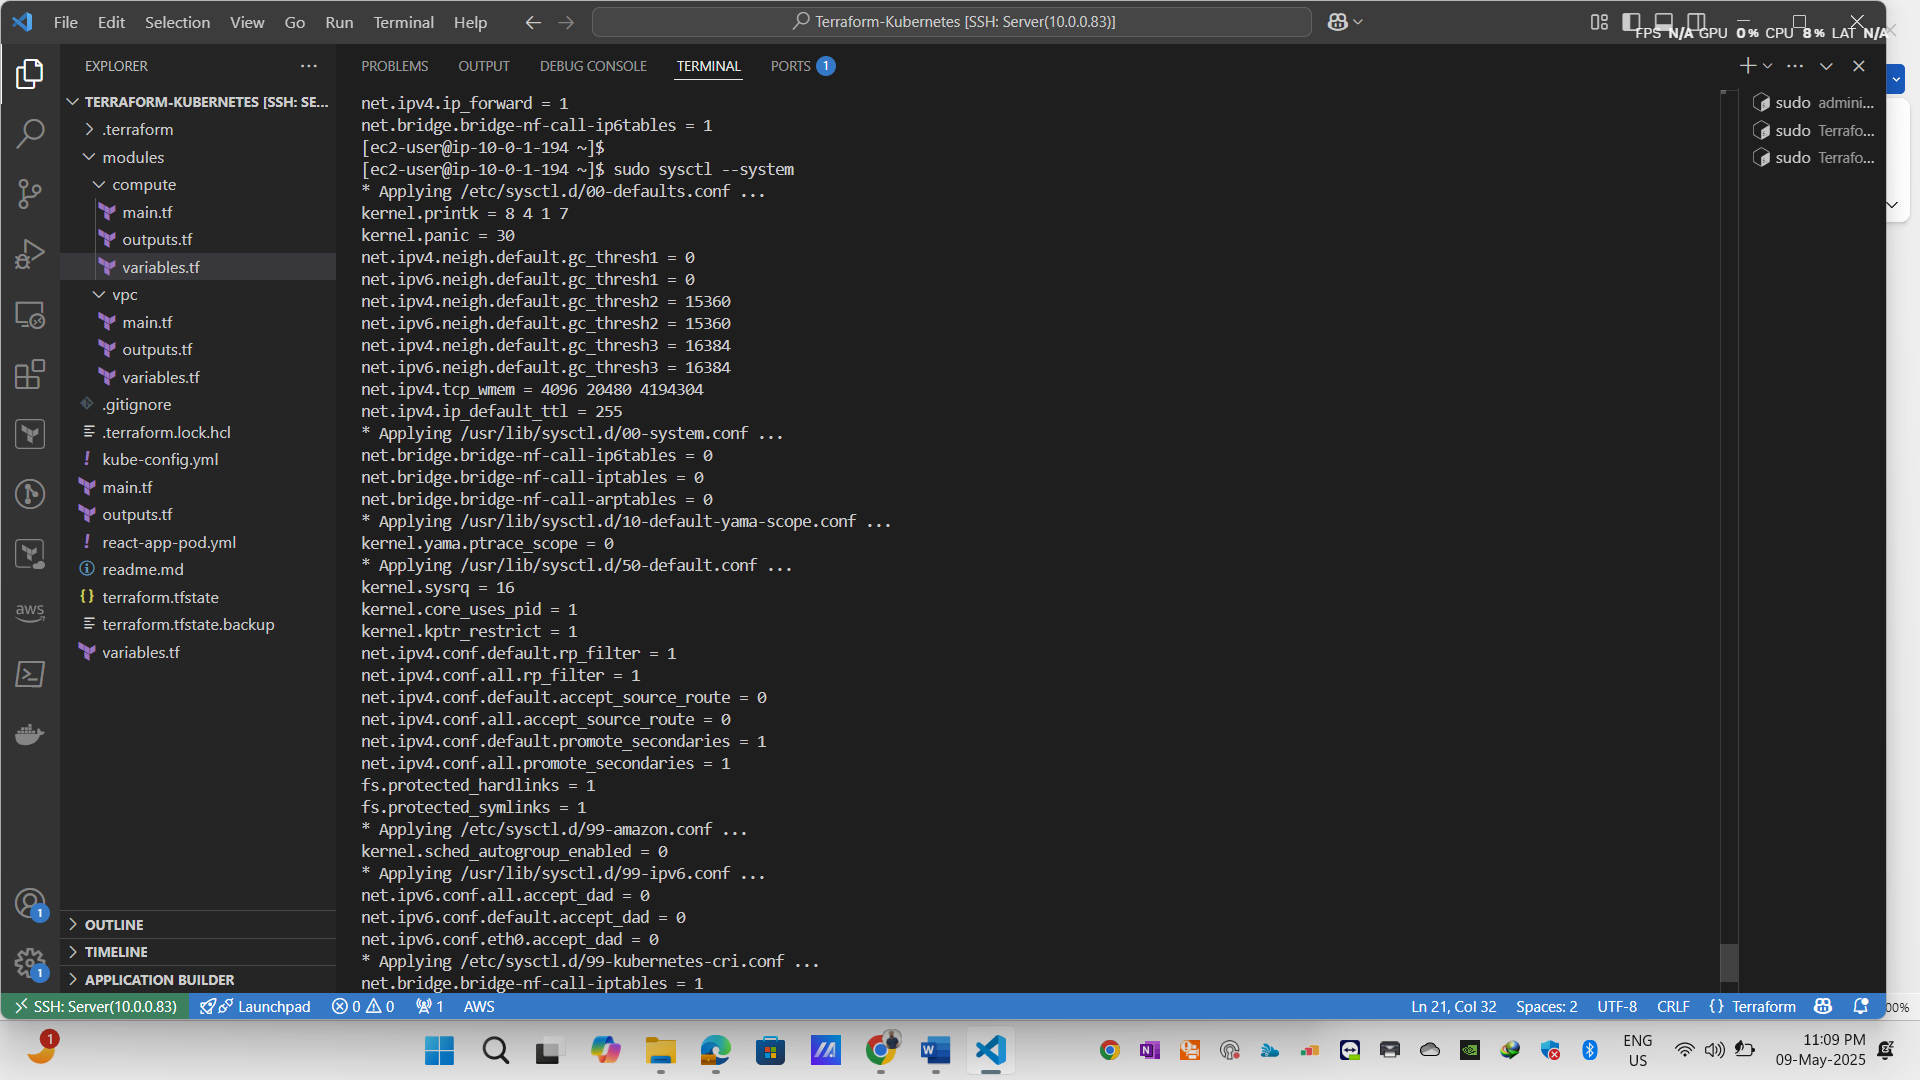 File Edit Selection View Go Run Terminal Help
Terraform-Kubernetes [SSH: Server(10.0.0.83)]
FPS N/A GPU 0% CPU 8% LAT N/A
EXPLORER
TERRAFORM-KUBERNETES [SSH: SE...
.terraform
modules
compute
main.tf
outputs.tf
variables.tf
vpc
main.tf
outputs.tf
variables.tf
.gitignore
.terraform.lock.hcl
kube-config.yml
main.tf
outputs.tf
react-app-pod.yml
readme.md
terraform.tfstate
terraform.tfstate.backup
variables.tf
OUTLINE
TIMELINE
APPLICATION BUILDER
aws
1
1
PROBLEMS OUTPUT DEBUG CONSOLE TERMINAL PORTS 1
net.ipv4.ip_forward = 1
net.bridge.bridge-nf-call-ip6tables = 1
[ec2-user@ip-10-0-1-194 ~]$
[ec2-user@ip-10-0-1-194 ~]$ sudo sysctl --system
* Applying /etc/sysctl.d/00-defaults.conf ...
kernel.printk = 8 4 1 7
kernel.panic = 30
net.ipv4.neigh.default.gc_thresh1 = 0
net.ipv6.neigh.default.gc_thresh1 = 0
net.ipv4.neigh.default.gc_thresh2 = 15360
net.ipv6.neigh.default.gc_thresh2 = 15360
net.ipv4.neigh.default.gc_thresh3 = 16384
net.ipv6.neigh.default.gc_thresh3 = 16384
net.ipv4.tcp_wmem = 4096 20480 4194304
net.ipv4.ip_default_ttl = 255
* Applying /usr/lib/sysctl.d/00-system.conf ...
net.bridge.bridge-nf-call-ip6tables = 0
net.bridge.bridge-nf-call-iptables = 0
net.bridge.bridge-nf-call-arptables = 0
* Applying /usr/lib/sysctl.d/10-default-yama-scope.conf ...
kernel.yama.ptrace_scope = 0
* Applying /usr/lib/sysctl.d/50-default.conf ...
kernel.sysrq = 16
kernel.core_uses_pid = 1
kernel.kptr_restrict = 1
net.ipv4.conf.default.rp_filter = 1
net.ipv4.conf.all.rp_filter = 1
net.ipv4.conf.default.accept_source_route = 0
net.ipv4.conf.all.accept_source_route = 0
net.ipv4.conf.default.promote_secondaries = 1
net.ipv4.conf.all.promote_secondaries = 1
fs.protected_hardlinks = 1
fs.protected_symlinks = 1
* Applying /etc/sysctl.d/99-amazon.conf ...
kernel.sched_autogroup_enabled = 0
* Applying /usr/lib/sysctl.d/99-ipv6.conf ...
net.ipv6.conf.all.accept_dad = 0
net.ipv6.conf.default.accept_dad = 0
net.ipv6.conf.eth0.accept_dad = 0
* Applying /etc/sysctl.d/99-kubernetes-cri.conf ...
net.bridge.bridge-nf-call-iptables = 1
sudo admini...
sudo Terrafo...
sudo Terrafo...
SSH: Server(10.0.0.83) Launchpad 0 0 1 AWS
Ln 21, Col 32 Spaces: 2 UTF-8 CRLF {} Terraform
00%
1
ENG
US
11:09 PM
09-May-2025